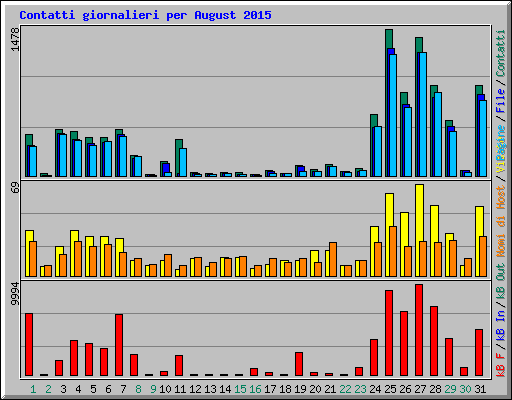 Contatti giornalieri per August 2015
1478
69
9994
kB F / kB In / kB Out Nomi di Host / ViPagine / File / Contatti
1 2 3 4 5 6 7 8 9 10 11 12 13 14 15 16 17 18 19 20 21 22 23 24 25 26 27 28 29 30 31